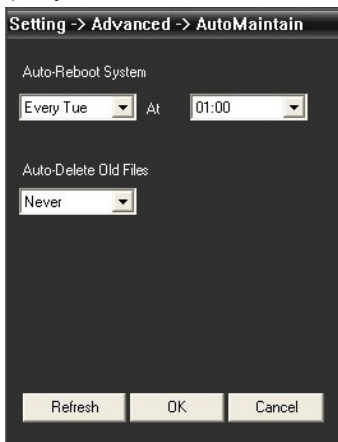 Setting -> Advanced -> AutoMaintain
Auto-Reboot System
Every Tue At 01:00
Auto-Delete Old Files
Never
Refresh OK Cancel